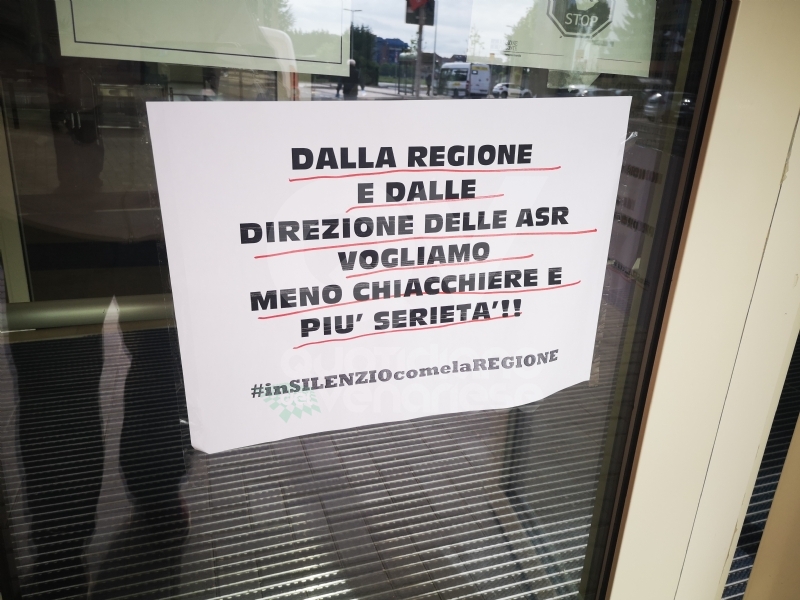 STOP
DALLA REGIONE
E DALLE
DIREZIONE DELLE ASR
VOGLIAMO
MENO CHIACCHIERE E
PIU' SERIETA'!!
#inSILENZIOcomelaREGIONE